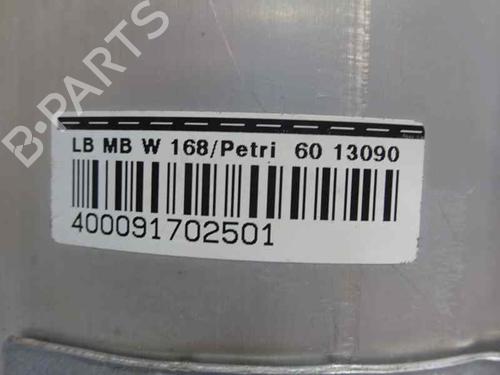 B-PARTS
LB MB W 168/Petri 60 13090
400091702501